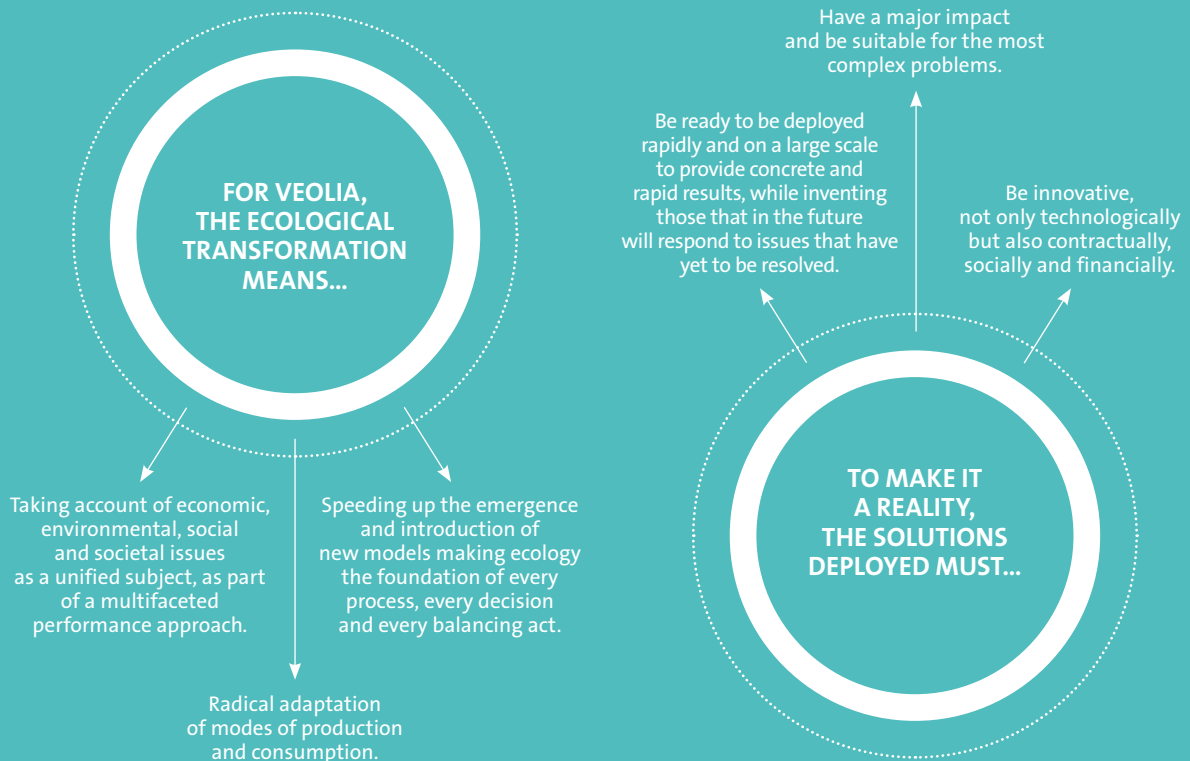 FOR VEOLIA,
THE ECOLOGICAL
TRANSFORMATION
MEANS...
Taking account of economic,
environmental, social
and societal issues
as a unified subject, as part
of a multifaceted
performance approach.
Radical adaptation
of modes of production
and consumption.
Speeding up the emergence
and introduction of
new models making ecology
the foundation of every
process, every decision
and every balancing act.
TO MAKE IT
A REALITY,
THE SOLUTIONS
DEPLOYED MUST...
Be ready to be deployed
rapidly and on a large scale
to provide concrete and
rapid results, while inventing
those that in the future
will respond to issues that have
yet to be resolved.
Have a major impact
and be suitable for the most
complex problems.
Be innovative,
not only technologically
but also contractually,
socially and financially.